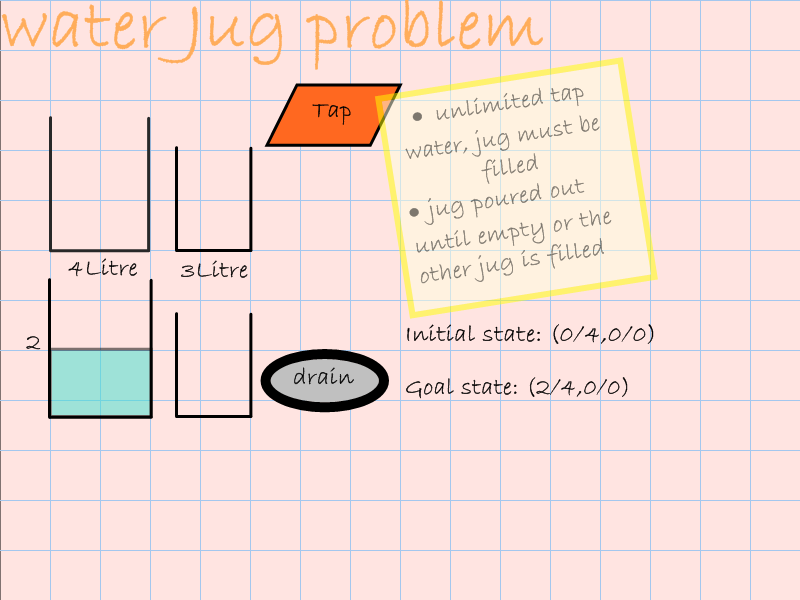 water Jug problem
Tap
• unlimited tap
water, jug must be
filled
• jug poured out
until empty or the
other jug is filled
4Litre
3Litre
2
drain
Initial state: (0/4,0/0)
Goal state: (2/4,0/0)